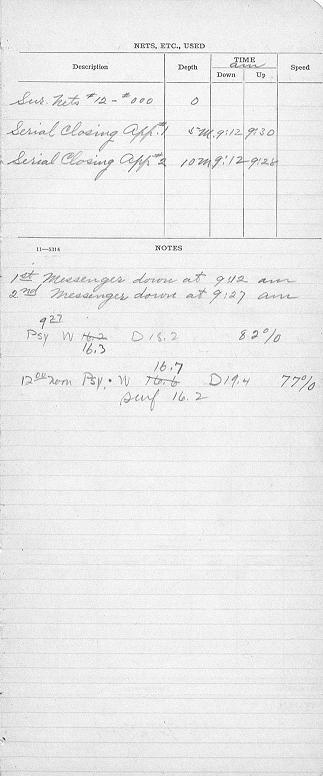 NETS, ETC., USED
Description Depth TIME am Down Up Speed
Sur. Nets #12 - #000 0
Serial Closing App. #1 5 M 9:12 9:30
Serial Closing App #2 10 M 9:12 9:28
11—5314 NOTES
1st Messenger down at 9:12 am
2nd Messenger down at 9:27 am
9 27
Psy W 16.2 D 18.2 82%
16.3
16.7
12 00 noon Psy. W 16.6 D 19.4 77%
Surf 16.2